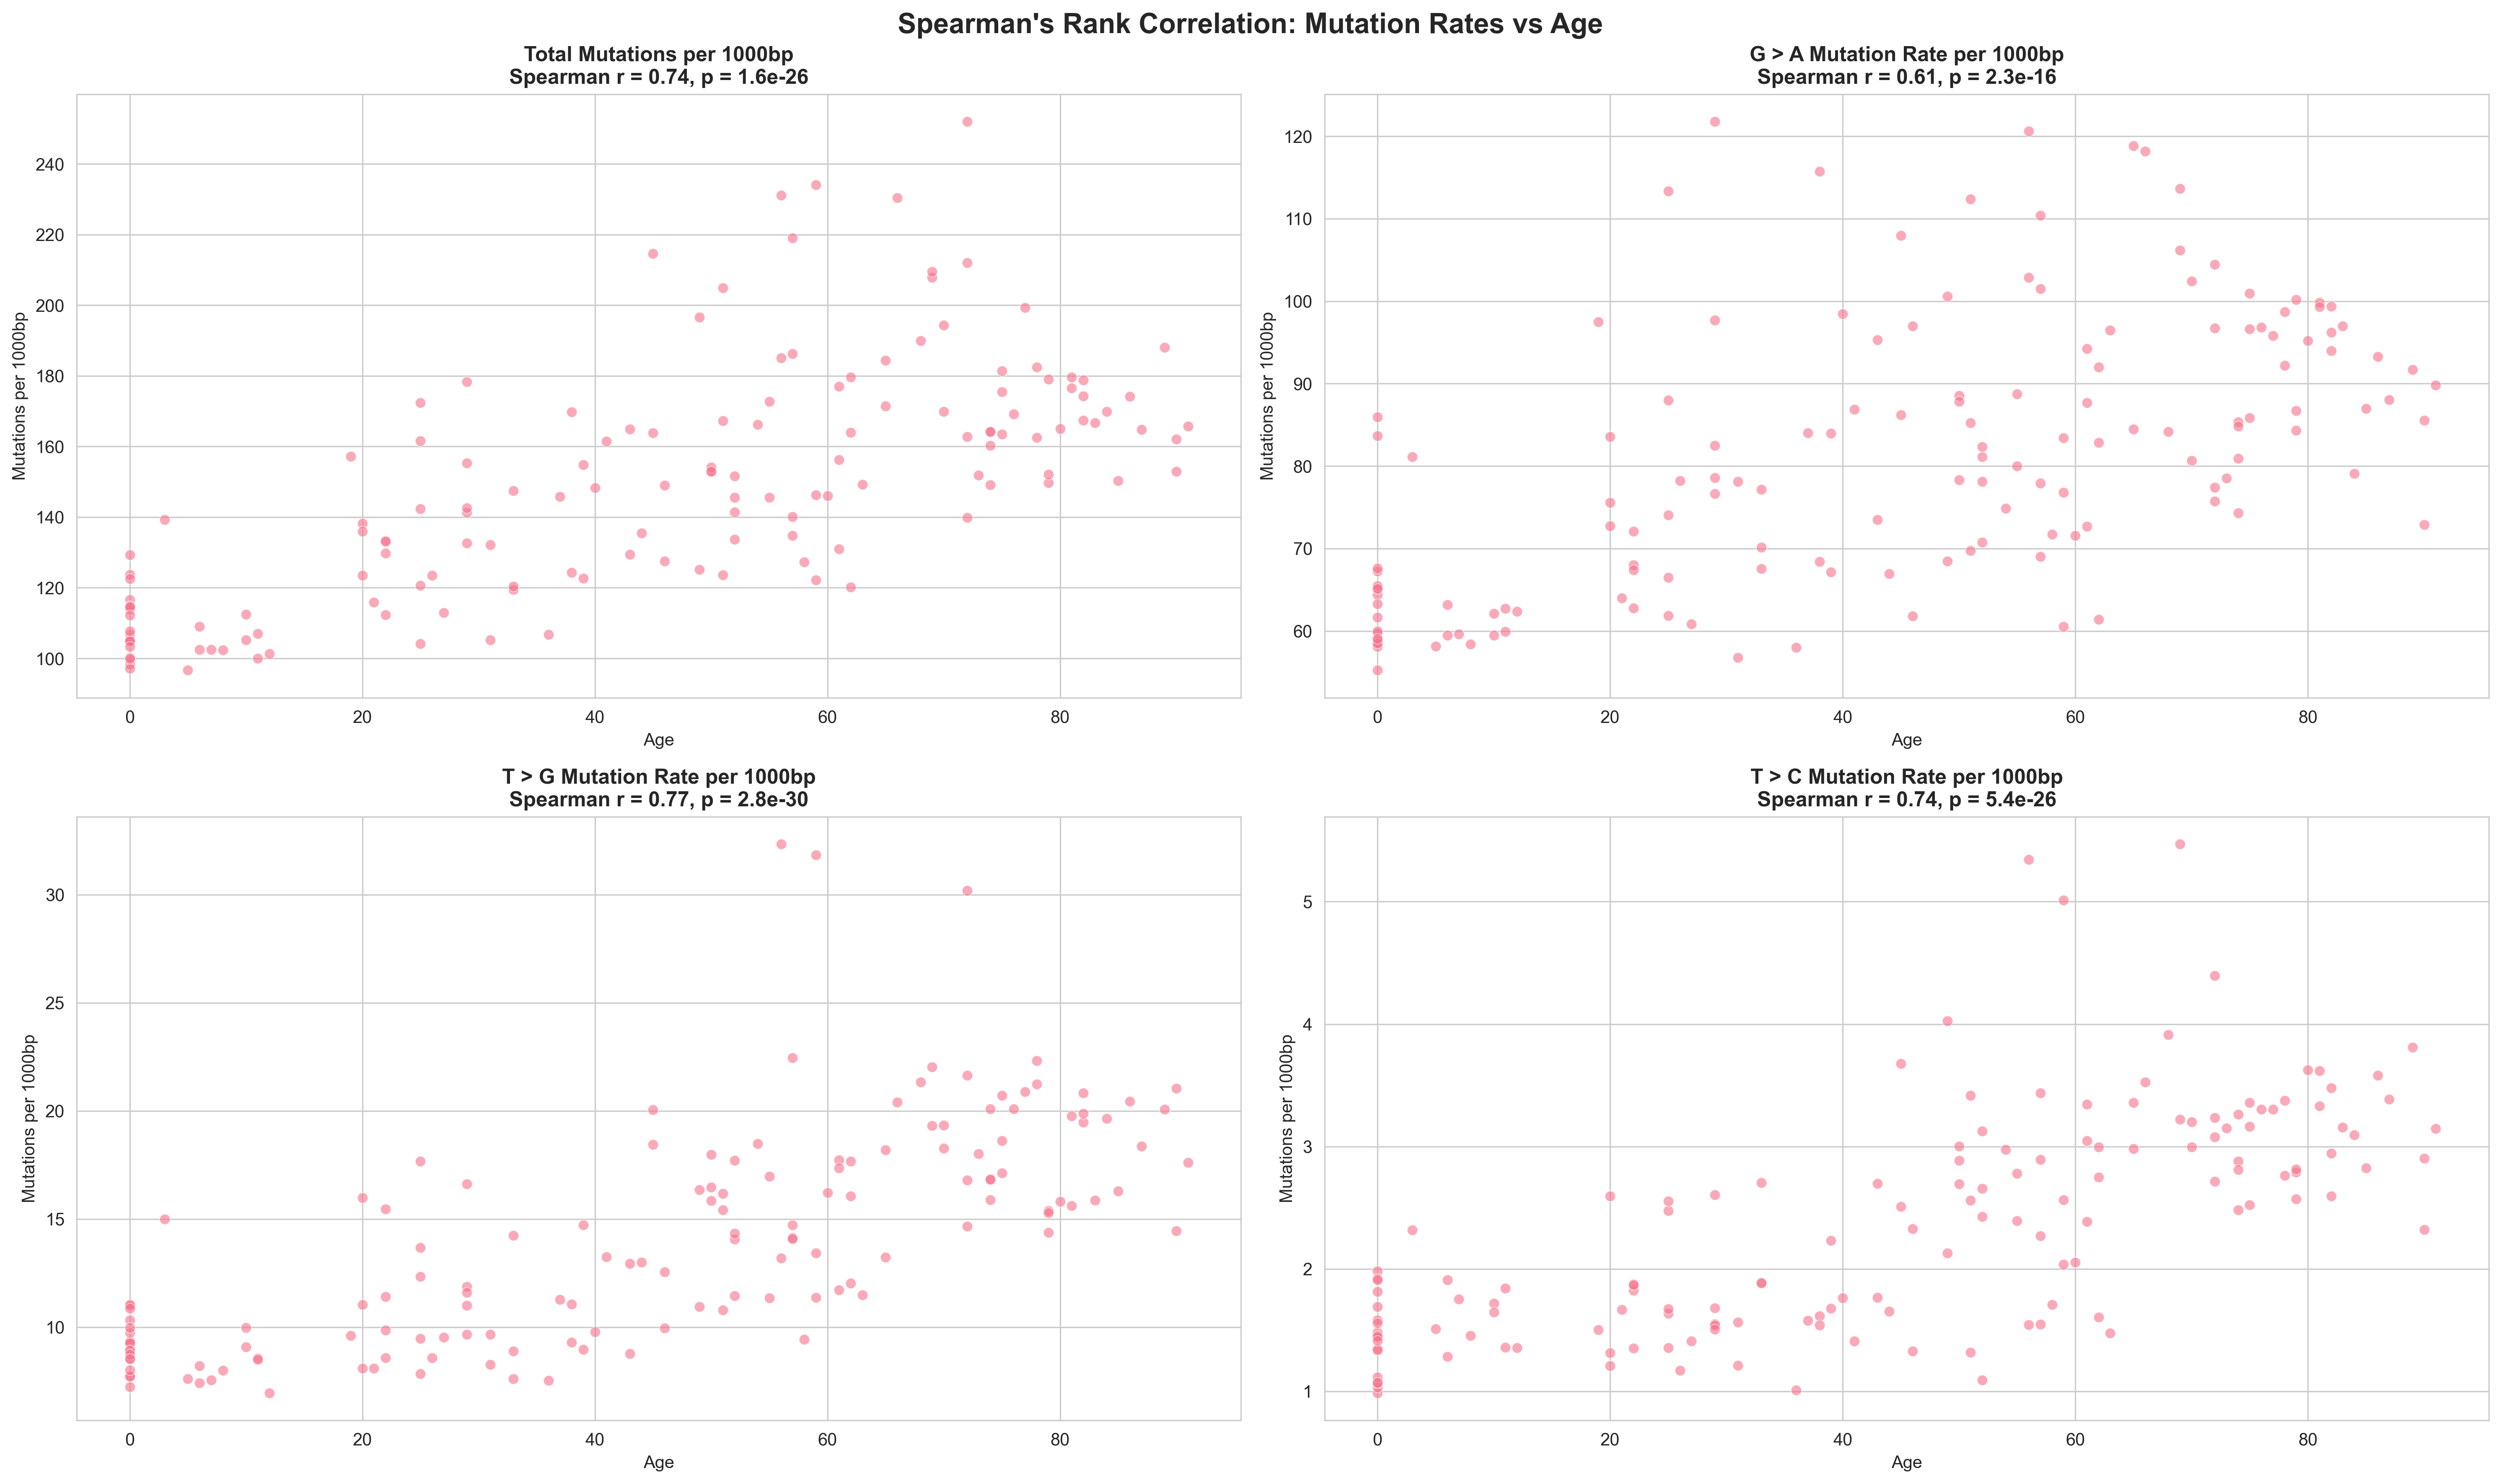 Spearman's Rank Correlation: Mutation Rates vs Age
Total Mutations per 1000bp
Spearman r = 0.74, p = 1.6e-26
Mutations per 1000bp
240
220
200
180
160
140
120
100
0 20 40 60 80
Age
G > A Mutation Rate per 1000bp
Spearman r = 0.61, p = 2.3e-16
Mutations per 1000bp
120
110
100
90
80
70
60
0 20 40 60 80
Age
T > G Mutation Rate per 1000bp
Spearman r = 0.77, p = 2.8e-30
Mutations per 1000bp
30
25
20
15
10
0 20 40 60 80
Age
T > C Mutation Rate per 1000bp
Spearman r = 0.74, p = 5.4e-26
Mutations per 1000bp
5
4
3
2
1
0 20 40 60 80
Age